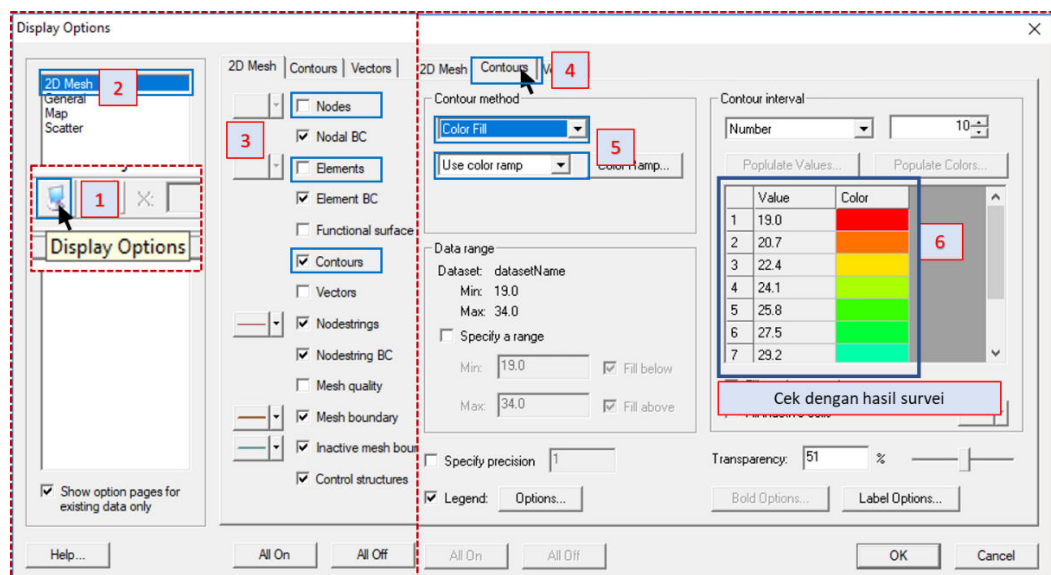 Display Options
2D Mesh
General
Map
Scatter
2
1
X:
Display Options
Show option pages for
existing data only
Help...
2D Mesh Contours Vectors
3
Nodes
Nodal BC
Elements
Element BC
Functional surface
Contours
Vectors
Nodestrings
Nodestring BC
Mesh quality
Mesh boundary
Inactive mesh boun
Control structures
All On All Off
2D Mesh Contours
4
Contour method
Color Fill
Use color ramp
5
Data range
Dataset: datasetName
Min: 19.0
Max: 34.0
Specify a range
Min: 19.0 Fill below
Max: 34.0 Fill above
Specify precision 1
Legend: Options...
All On All Off
Contour interval
Number 10
Poplulate Values... Populate Colors...
Value Color
1 19.0
2 20.7
3 22.4
4 24.1
5 25.8
6 27.5
7 29.2
6
Cek dengan hasil survei
Transparency: 51 %
Bold Options... Label Options...
OK Cancel